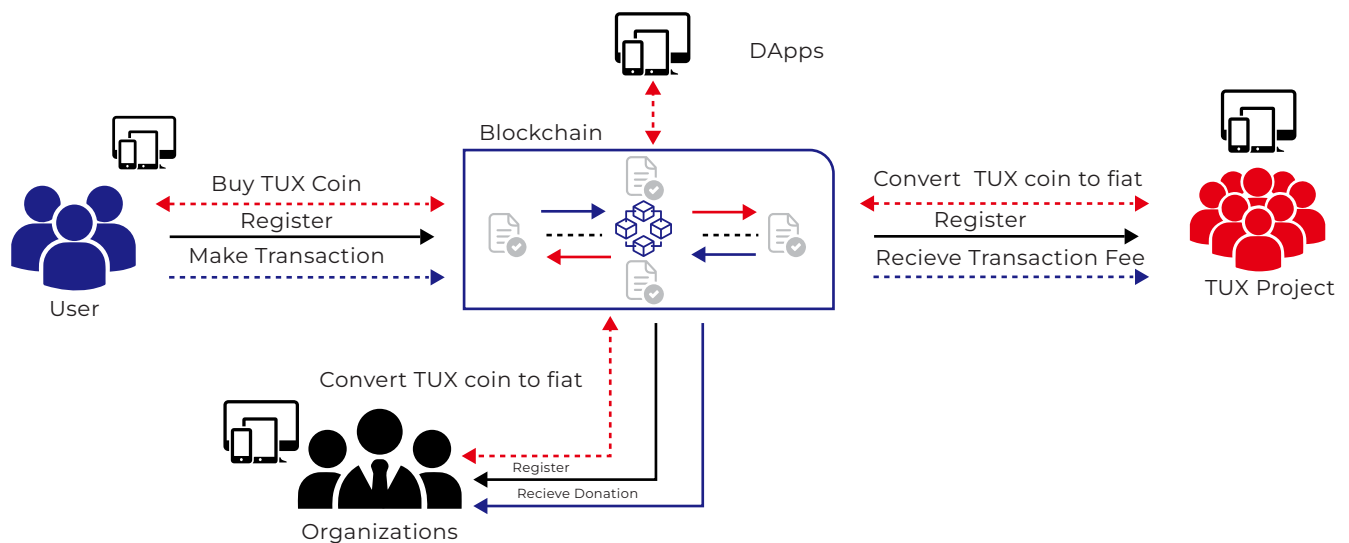 DApps
Blockchain
Buy TUX Coin
Register
Make Transaction
User
Convert TUX coin to fiat
Register
Recieve Transaction Fee
TUX Project
Convert TUX coin to fiat
Register
Recieve Donation
Organizations